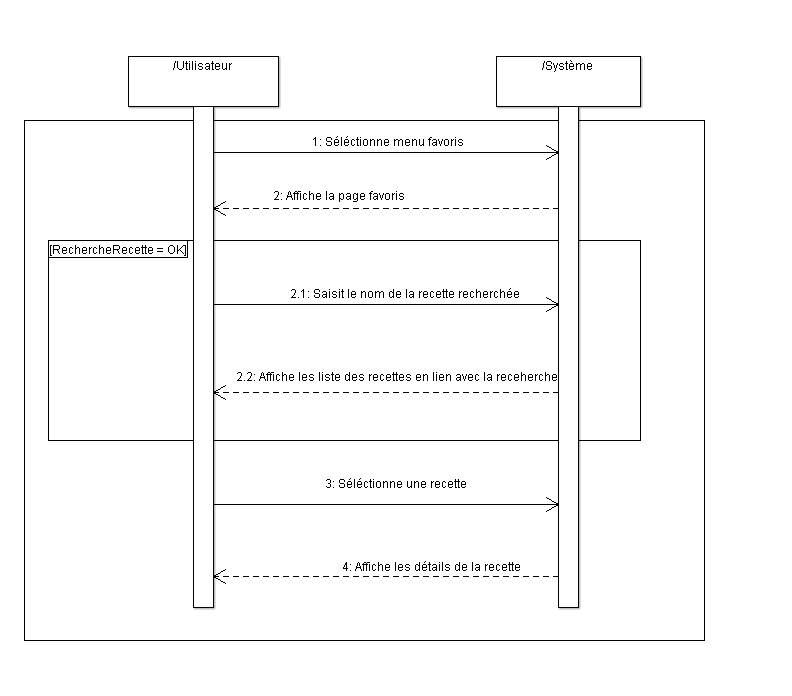 /Utilisateur
/Système
1: Séléctionne menu favoris
2: Affiche la page favoris
[RechercheRecette = OK]
2.1: Saisit le nom de la recette recherchée
2.2: Affiche les liste des recettes en lien avec la receherche
3: Séléctionne une recette
4: Affiche les détails de la recette